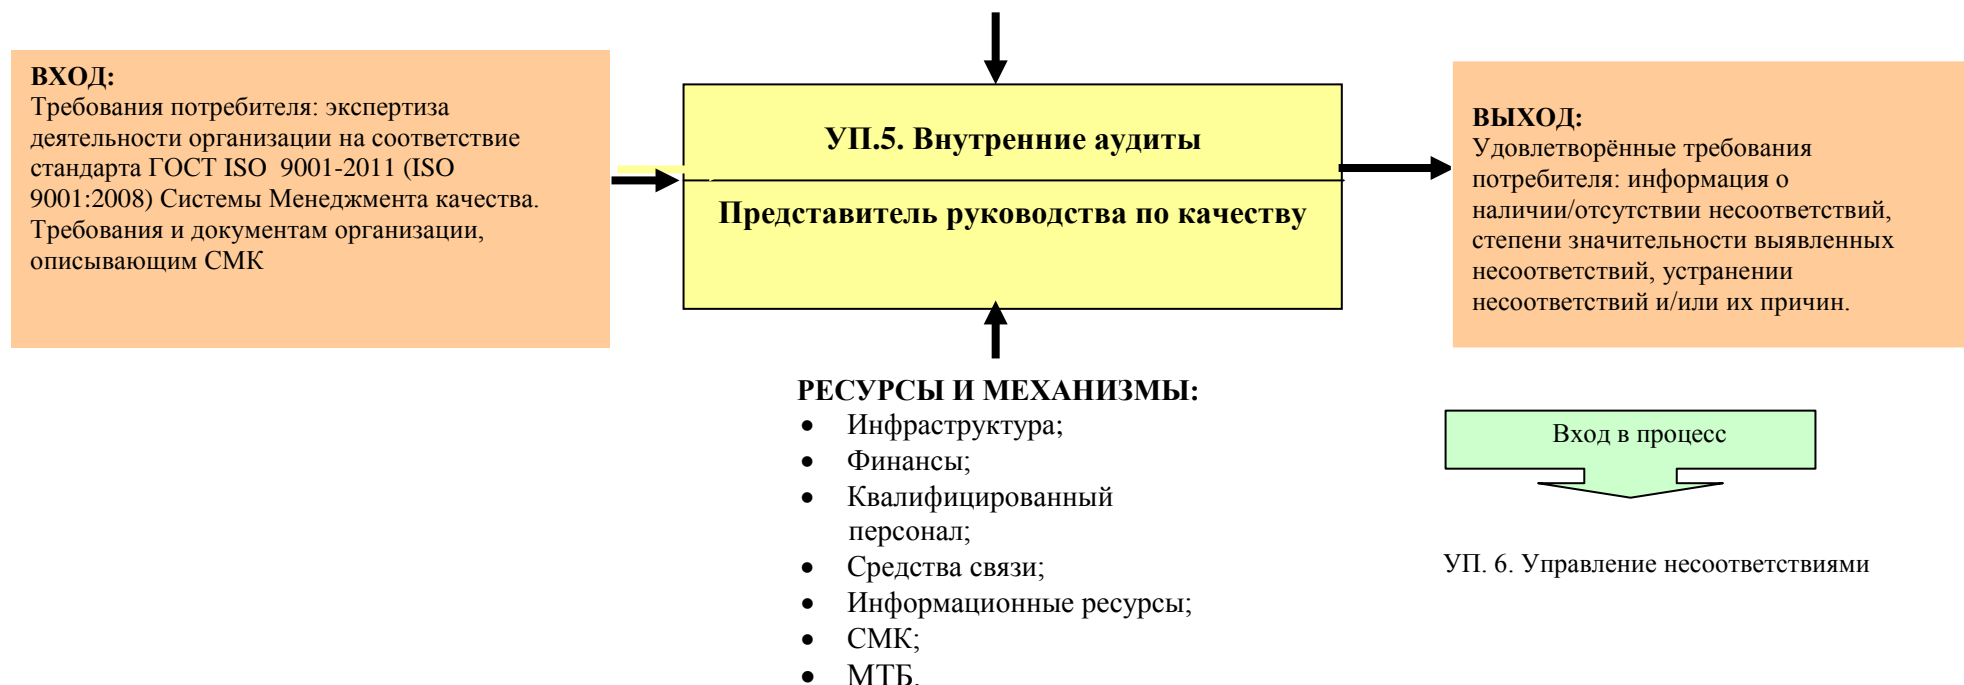 ВХОД:
Требования потребителя: экспертиза
деятельности организации на соответствие
стандарта ГОСТ ISO 9001-2011 (ISO
9001:2008) Системы Менеджмента качества.
Требования и документам организации,
описывающим СМК
УП.5. Внутренние аудиты
Представитель руководства по качеству
ВЫХОД:
Удовлетворённые требования
потребителя: информация о
наличии/отсутствии несоответствий,
степени значительности выявленных
несоответствий, устранении
несоответствий и/или их причин.
РЕСУРСЫ И МЕХАНИЗМЫ:
• Инфраструктура;
• Финансы;
• Квалифицированный
персонал;
• Средства связи;
• Информационные ресурсы;
• СМК;
• МТБ.
Вход в процесс
УП. 6. Управление несоответствиями